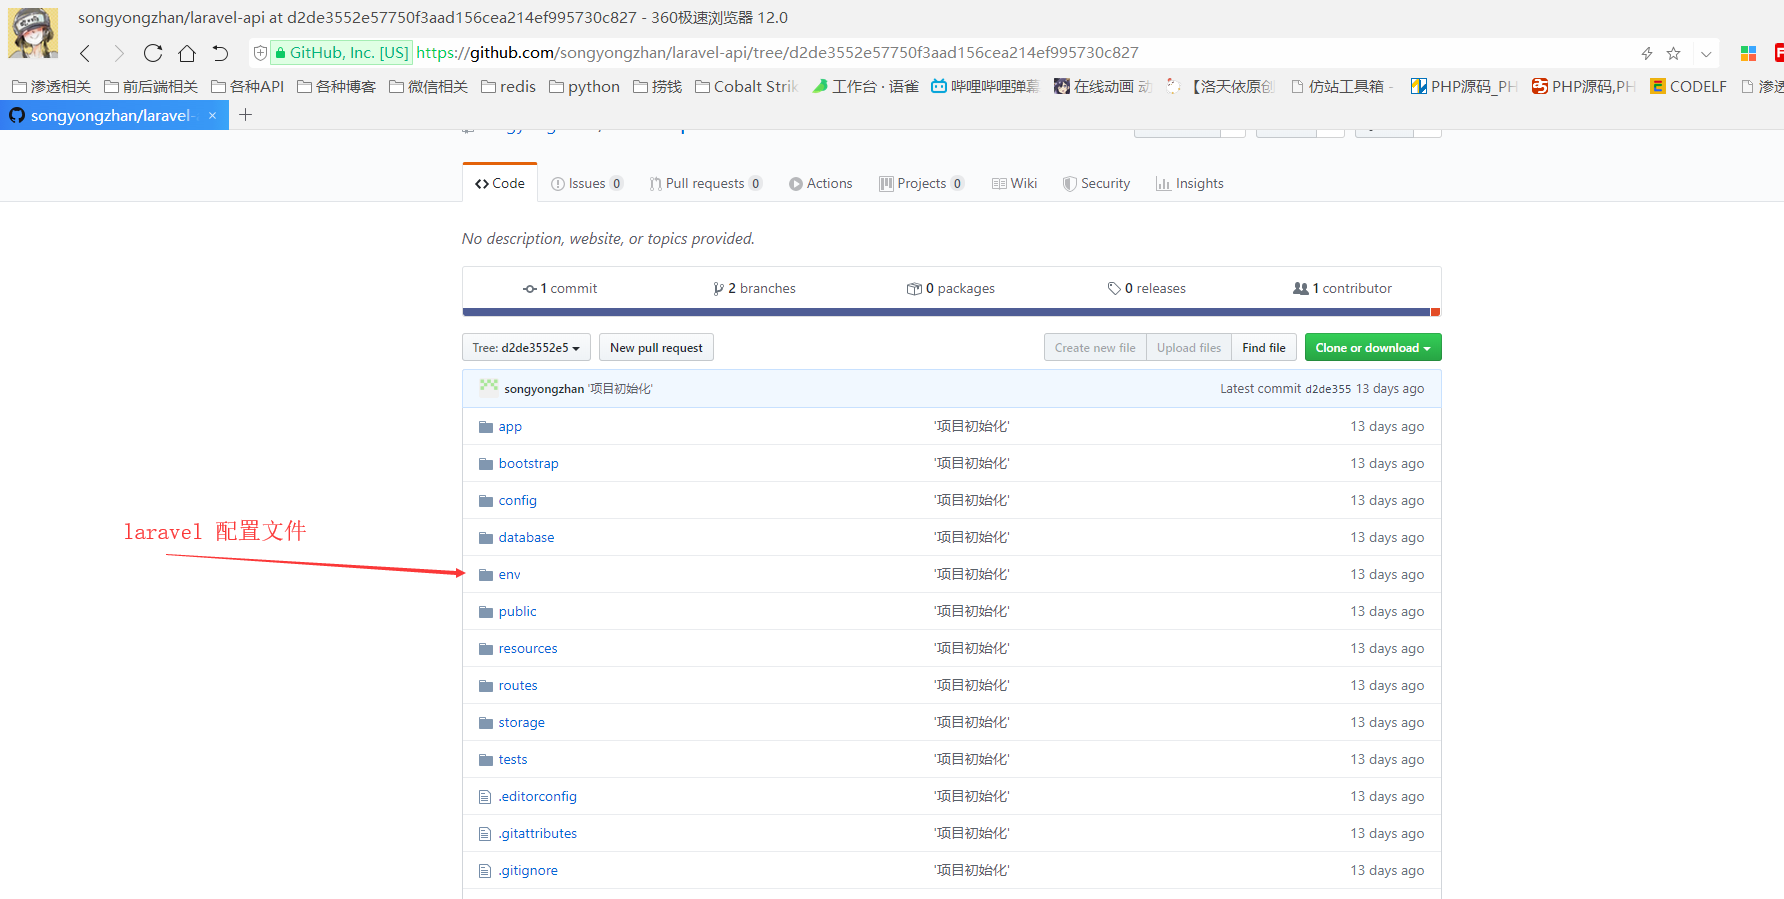 songyongzhan/laravel-api at d2de3552e57750f3aad156cea214ef995730c827 - 360极速浏览器 12.0
GitHub, Inc. [US] https://github.com/songyongzhan/laravel-api/tree/d2de3552e57750f3aad156cea214ef995730c827
渗透相关 前后端相关 各种API 各种博客 微信相关 redis python 捞钱 Cobalt Strik 工作台 · 语雀 哔哩哔哩弹幕 在线动画 动 【洛天依原创 仿站工具箱 - PHP源码_PH PHP源码,PH CODELF 渗透
songyongzhan/laravel- × +
Code Issues 0 Pull requests 0 Actions Projects 0 Wiki Security Insights
No description, website, or topics provided.
1 commit 2 branches 0 packages 0 releases 1 contributor
Tree: d2de3552e5 New pull request Create new file Upload files Find file Clone or download
songyongzhan '项目初始化' Latest commit d2de355 13 days ago
app '项目初始化' 13 days ago
bootstrap '项目初始化' 13 days ago
config '项目初始化' 13 days ago
laravel 配置文件
database '项目初始化' 13 days ago
env '项目初始化' 13 days ago
public '项目初始化' 13 days ago
resources '项目初始化' 13 days ago
routes '项目初始化' 13 days ago
storage '项目初始化' 13 days ago
tests '项目初始化' 13 days ago
.editorconfig '项目初始化' 13 days ago
.gitattributes '项目初始化' 13 days ago
.gitignore '项目初始化' 13 days ago